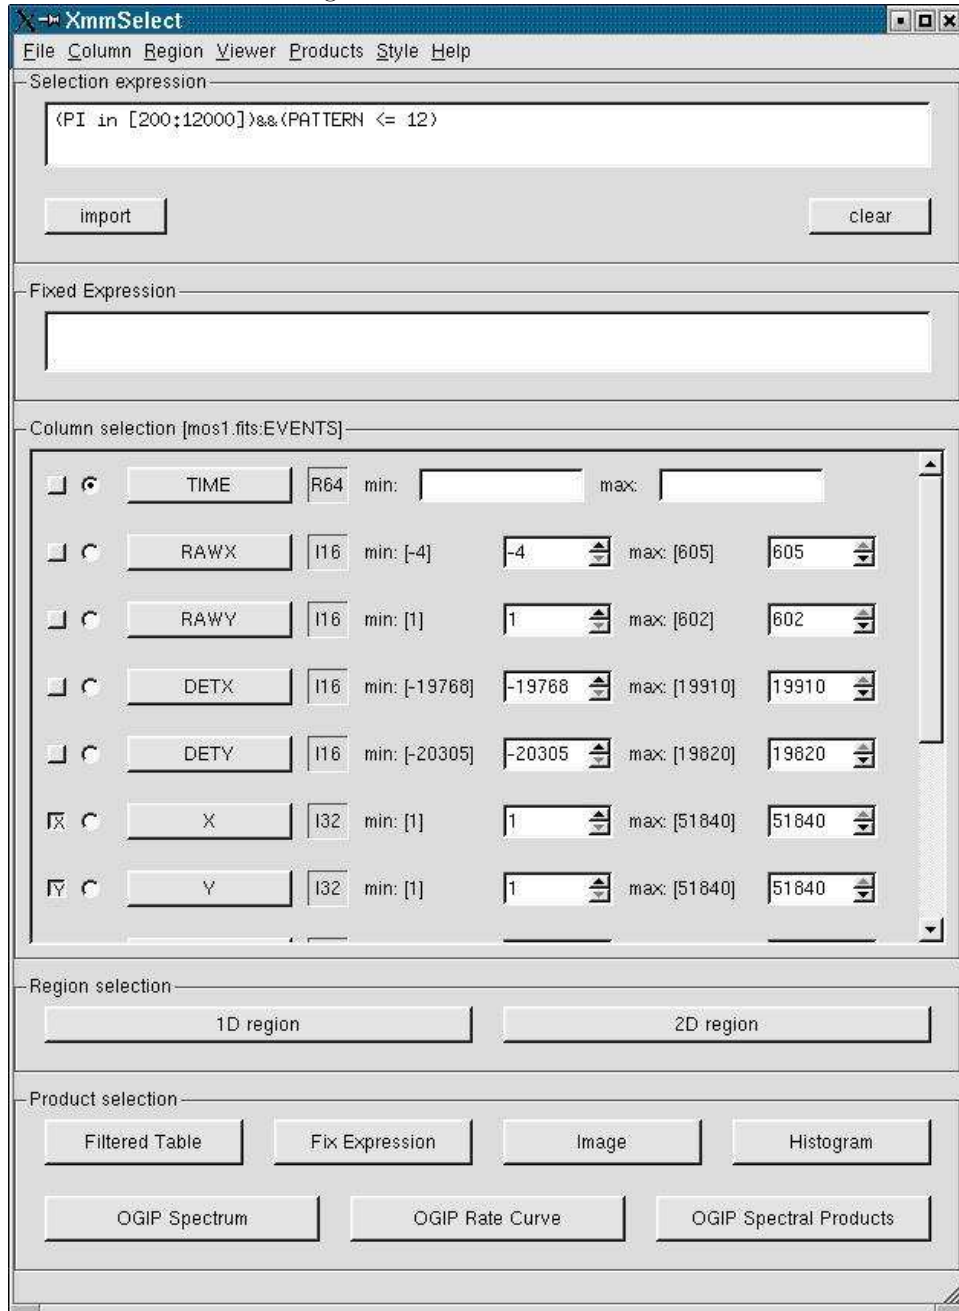 XmmSelect
File Column Region Viewer Products Style Help
Selection expression
(PI in [200:12000])&&(PATTERN <= 12)
import clear
Fixed Expression
Column selection [mos1.fits:EVENTS]
TIME R64 min: max:
RAWX I16 min: [-4] -4 max: [605] 605
RAWY I16 min: [1] 1 max: [602] 602
DETX I16 min: [-19768] -19768 max: [19910] 19910
DETY I16 min: [-20305] -20305 max: [19820] 19820
X X I32 min: [1] 1 max: [51840] 51840
Y Y I32 min: [1] 1 max: [51840] 51840
Region selection
1D region 2D region
Product selection
Filtered Table Fix Expression Image Histogram
OGIP Spectrum OGIP Rate Curve OGIP Spectral Products